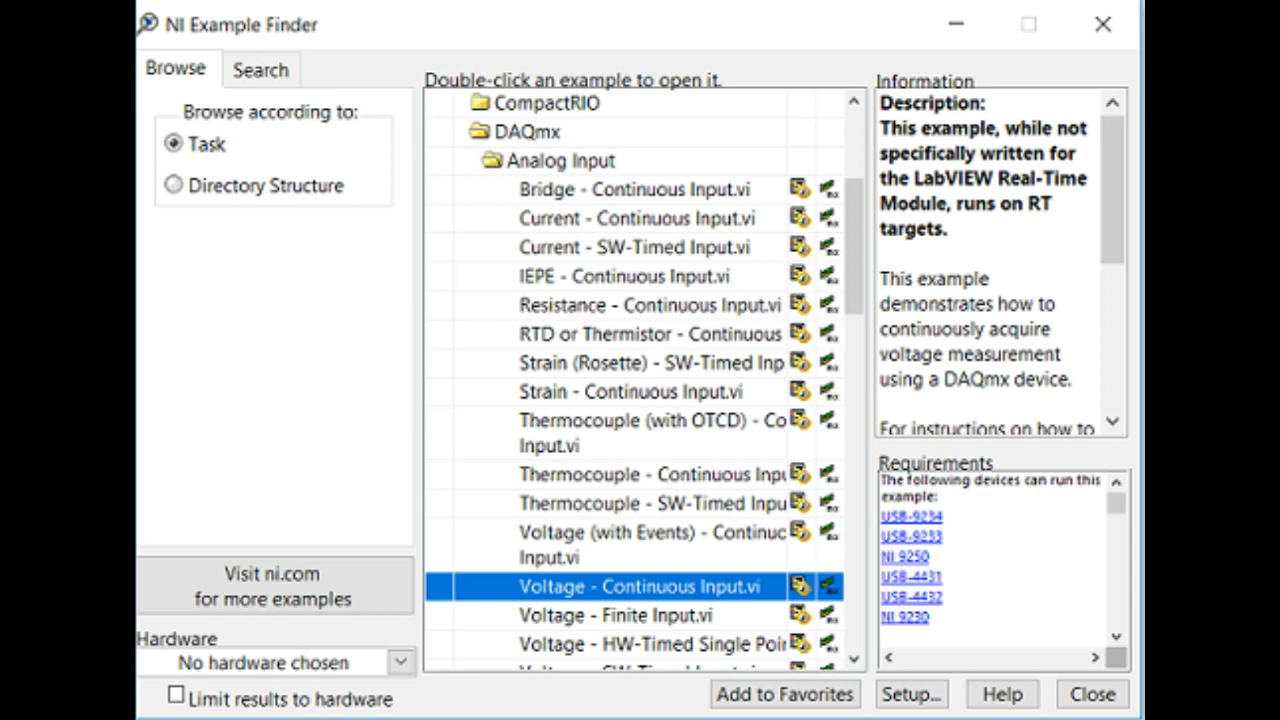 NI Example Finder
Browse
Search
Browse according to:
Task
Directory Structure
Visit ni.com
for more examples
Hardware
No hardware chosen
Limit results to hardware
Double-click an example to open it.
CompactRIO
DAQmx
Analog Input
Bridge - Continuous Input.vi
Current - Continuous Input.vi
Current - SW-Timed Input.vi
IEPE - Continuous Input.vi
Resistance - Continuous Input.vi
RTD or Thermistor - Continuous
Strain (Rosette) - SW-Timed Inp
Strain - Continuous Input.vi
Thermocouple (with OTCD) - Co
Input.vi
Thermocouple - Continuous Inpu
Thermocouple - SW-Timed Inpu
Voltage (with Events) - Continuo
Input.vi
Voltage - Continuous Input.vi
Voltage - Finite Input.vi
Voltage - HW-Timed Single Poin
Information
Description:
This example, while not
specifically written for
the LabVIEW Real-Time
Module, runs on RT
targets.
This example
demonstrates how to
continuously acquire
voltage measurement
using a DAQmx device.
For instructions on how to
Requirements
The following devices can run this
example:
USB-9234
USB-9233
NI 9250
USB-4431
USB-4432
NI 9230
Add to Favorites
Setup...
Help
Close